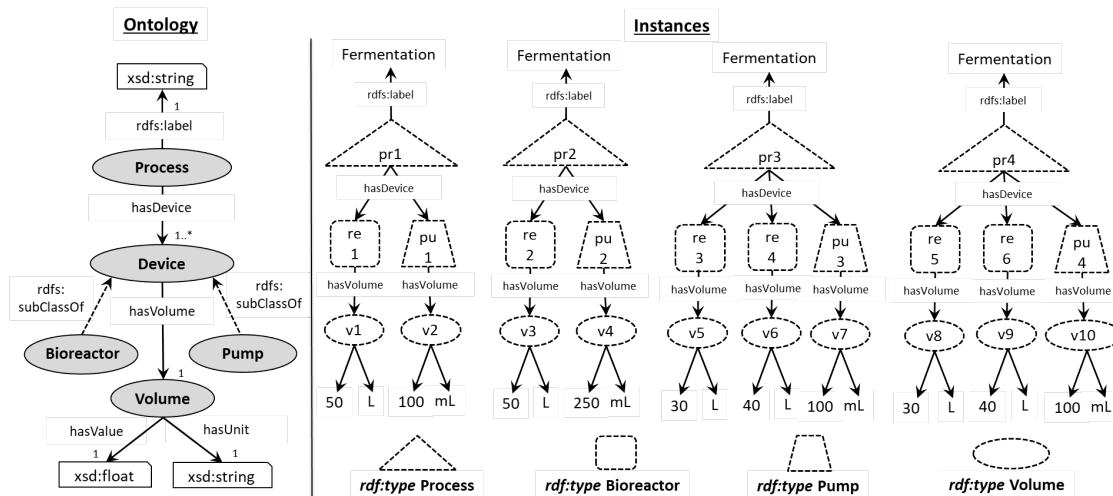 Ontology
xsd:string
1
rdfs:label
Process
hasDevice
1..*
Device
rdfs:
subClassOf
hasVolume
rdfs:
subClassOf
Bioreactor
Pump
1
Volume
hasValue
hasUnit
1
1
xsd:float
xsd:string
Instances
Fermentation
rdfs:label
pr1
hasDevice
re
1
pu
1
hasVolume
hasVolume
v1
v2
50
L
100
mL
Fermentation
rdfs:label
pr2
hasDevice
re
2
pu
2
hasVolume
hasVolume
v3
v4
50
L
250
mL
Fermentation
rdfs:label
pr3
hasDevice
re
3
re
4
pu
3
hasVolume
hasVolume
hasVolume
v5
v6
v7
30
L
40
L
100
mL
Fermentation
rdfs:label
pr4
hasDevice
re
5
re
6
pu
4
hasVolume
hasVolume
hasVolume
v8
v9
v10
30
L
40
L
100
mL
rdf:type Process
rdf:type Bioreactor
rdf:type Pump
rdf:type Volume